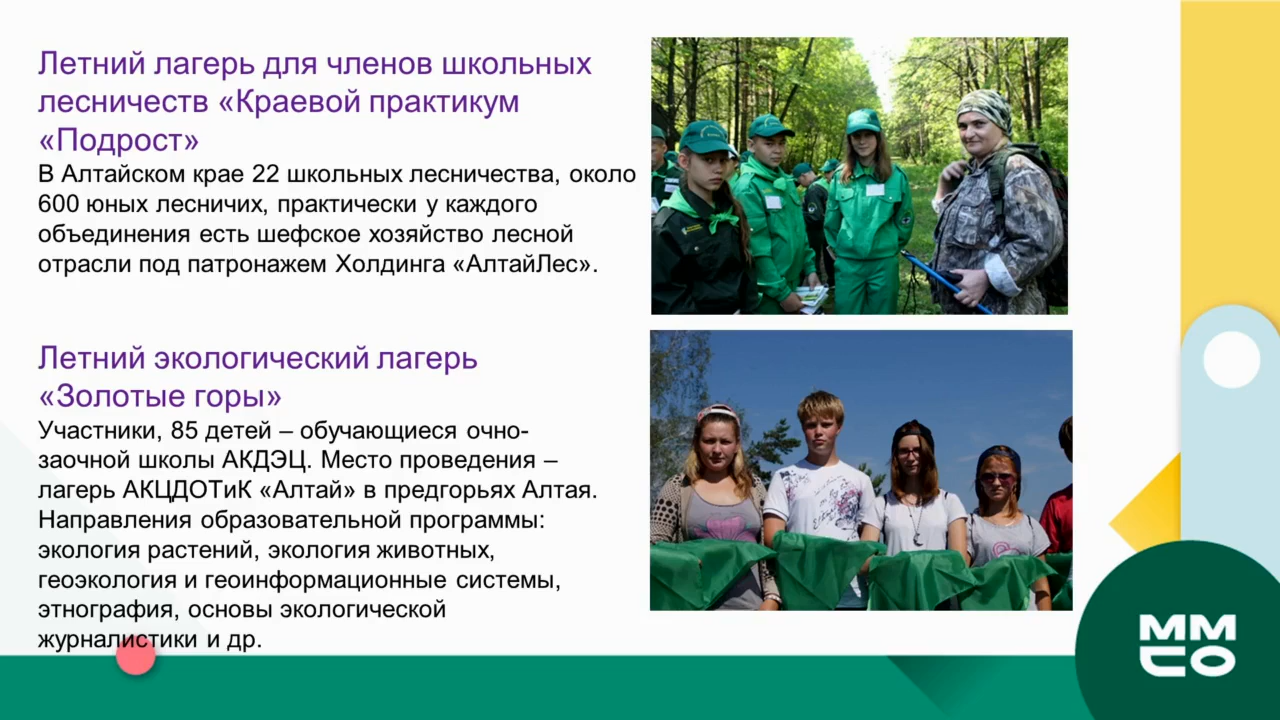 Летний лагерь для членов школьных
лесничеств «Краевой практикум
«Подрост»
В Алтайском крае 22 школьных лесничества, около
600 юных лесничих, практически у каждого
объединения есть шефское хозяйство лесной
отрасли под патронажем Холдинга «АлтайЛес».
Летний экологический лагерь
«Золотые горы»
Участники, 85 детей – обучающиеся очно-
заочной школы АКДЭЦ. Место проведения –
лагерь АКЦДОТиК «Алтай» в предгорьях Алтая.
Направления образовательной программы:
экология растений, экология животных,
геоэкология и геоинформационные системы,
этнография, основы экологической
журналистики и др.
ММ
СО